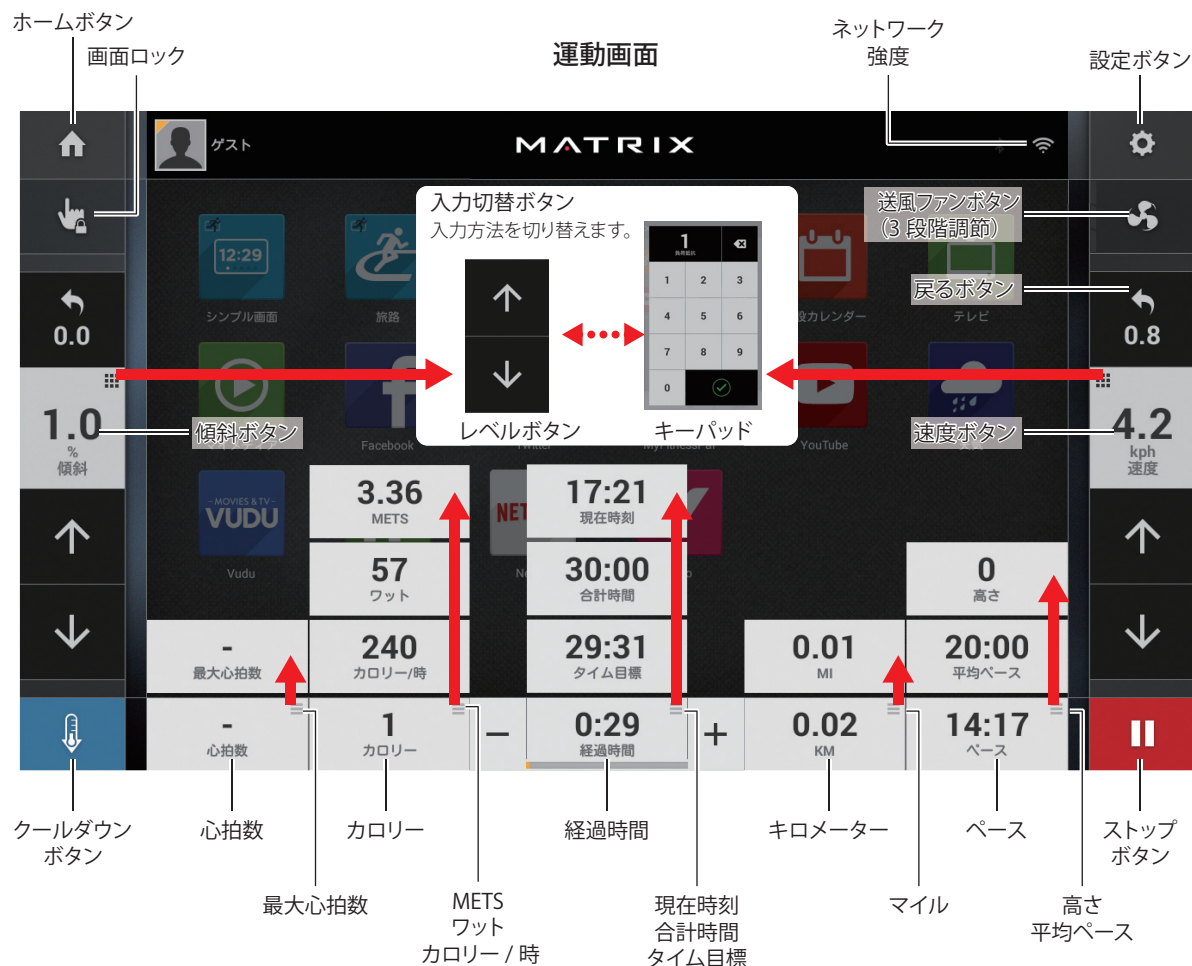 ホームボタン
画面ロック
運動画面
ネットワーク
強度
設定ボタン
ゲスト
MATRIX
入力切替ボタン
入力方法を切り替えます。
送風ファンボタン
(3 段階調節)
戻るボタン
12:29
シンプル画面
旅路
設カレンダー
テレビ
0.0
0.8
1
負荷抵抗
1 2 3
4 5 6
7 8 9
0
レベルボタン
キーパッド
1.0
%
傾斜
傾斜ボタン
速度ボタン
4.2
kph
速度
Facebook
YouTube
- MOVIES & TV -
VUDU
Vudu
NET
3.36
METS
17:21
現在時刻
57
ワット
30:00
合計時間
0
高さ
-
最大心拍数
240
カロリー/時
29:31
タイム目標
0.01
MI
20:00
平均ペース
-
心拍数
1
カロリー
−
0:29
経過時間
+
0.02
KM
14:17
ペース
クールダウン
ボタン
心拍数
カロリー
経過時間
キロメーター
ペース
ストップ
ボタン
最大心拍数
METS
ワット
カロリー / 時
現在時刻
合計時間
タイム目標
マイル
高さ
平均ペース